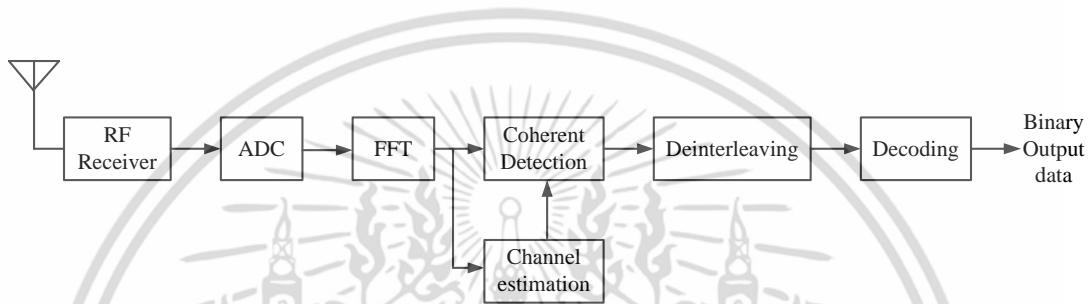 RF
Receiver
ADC
FFT
Coherent
Detection
Deinterleaving
Decoding
Binary
Output
data
Channel
estimation